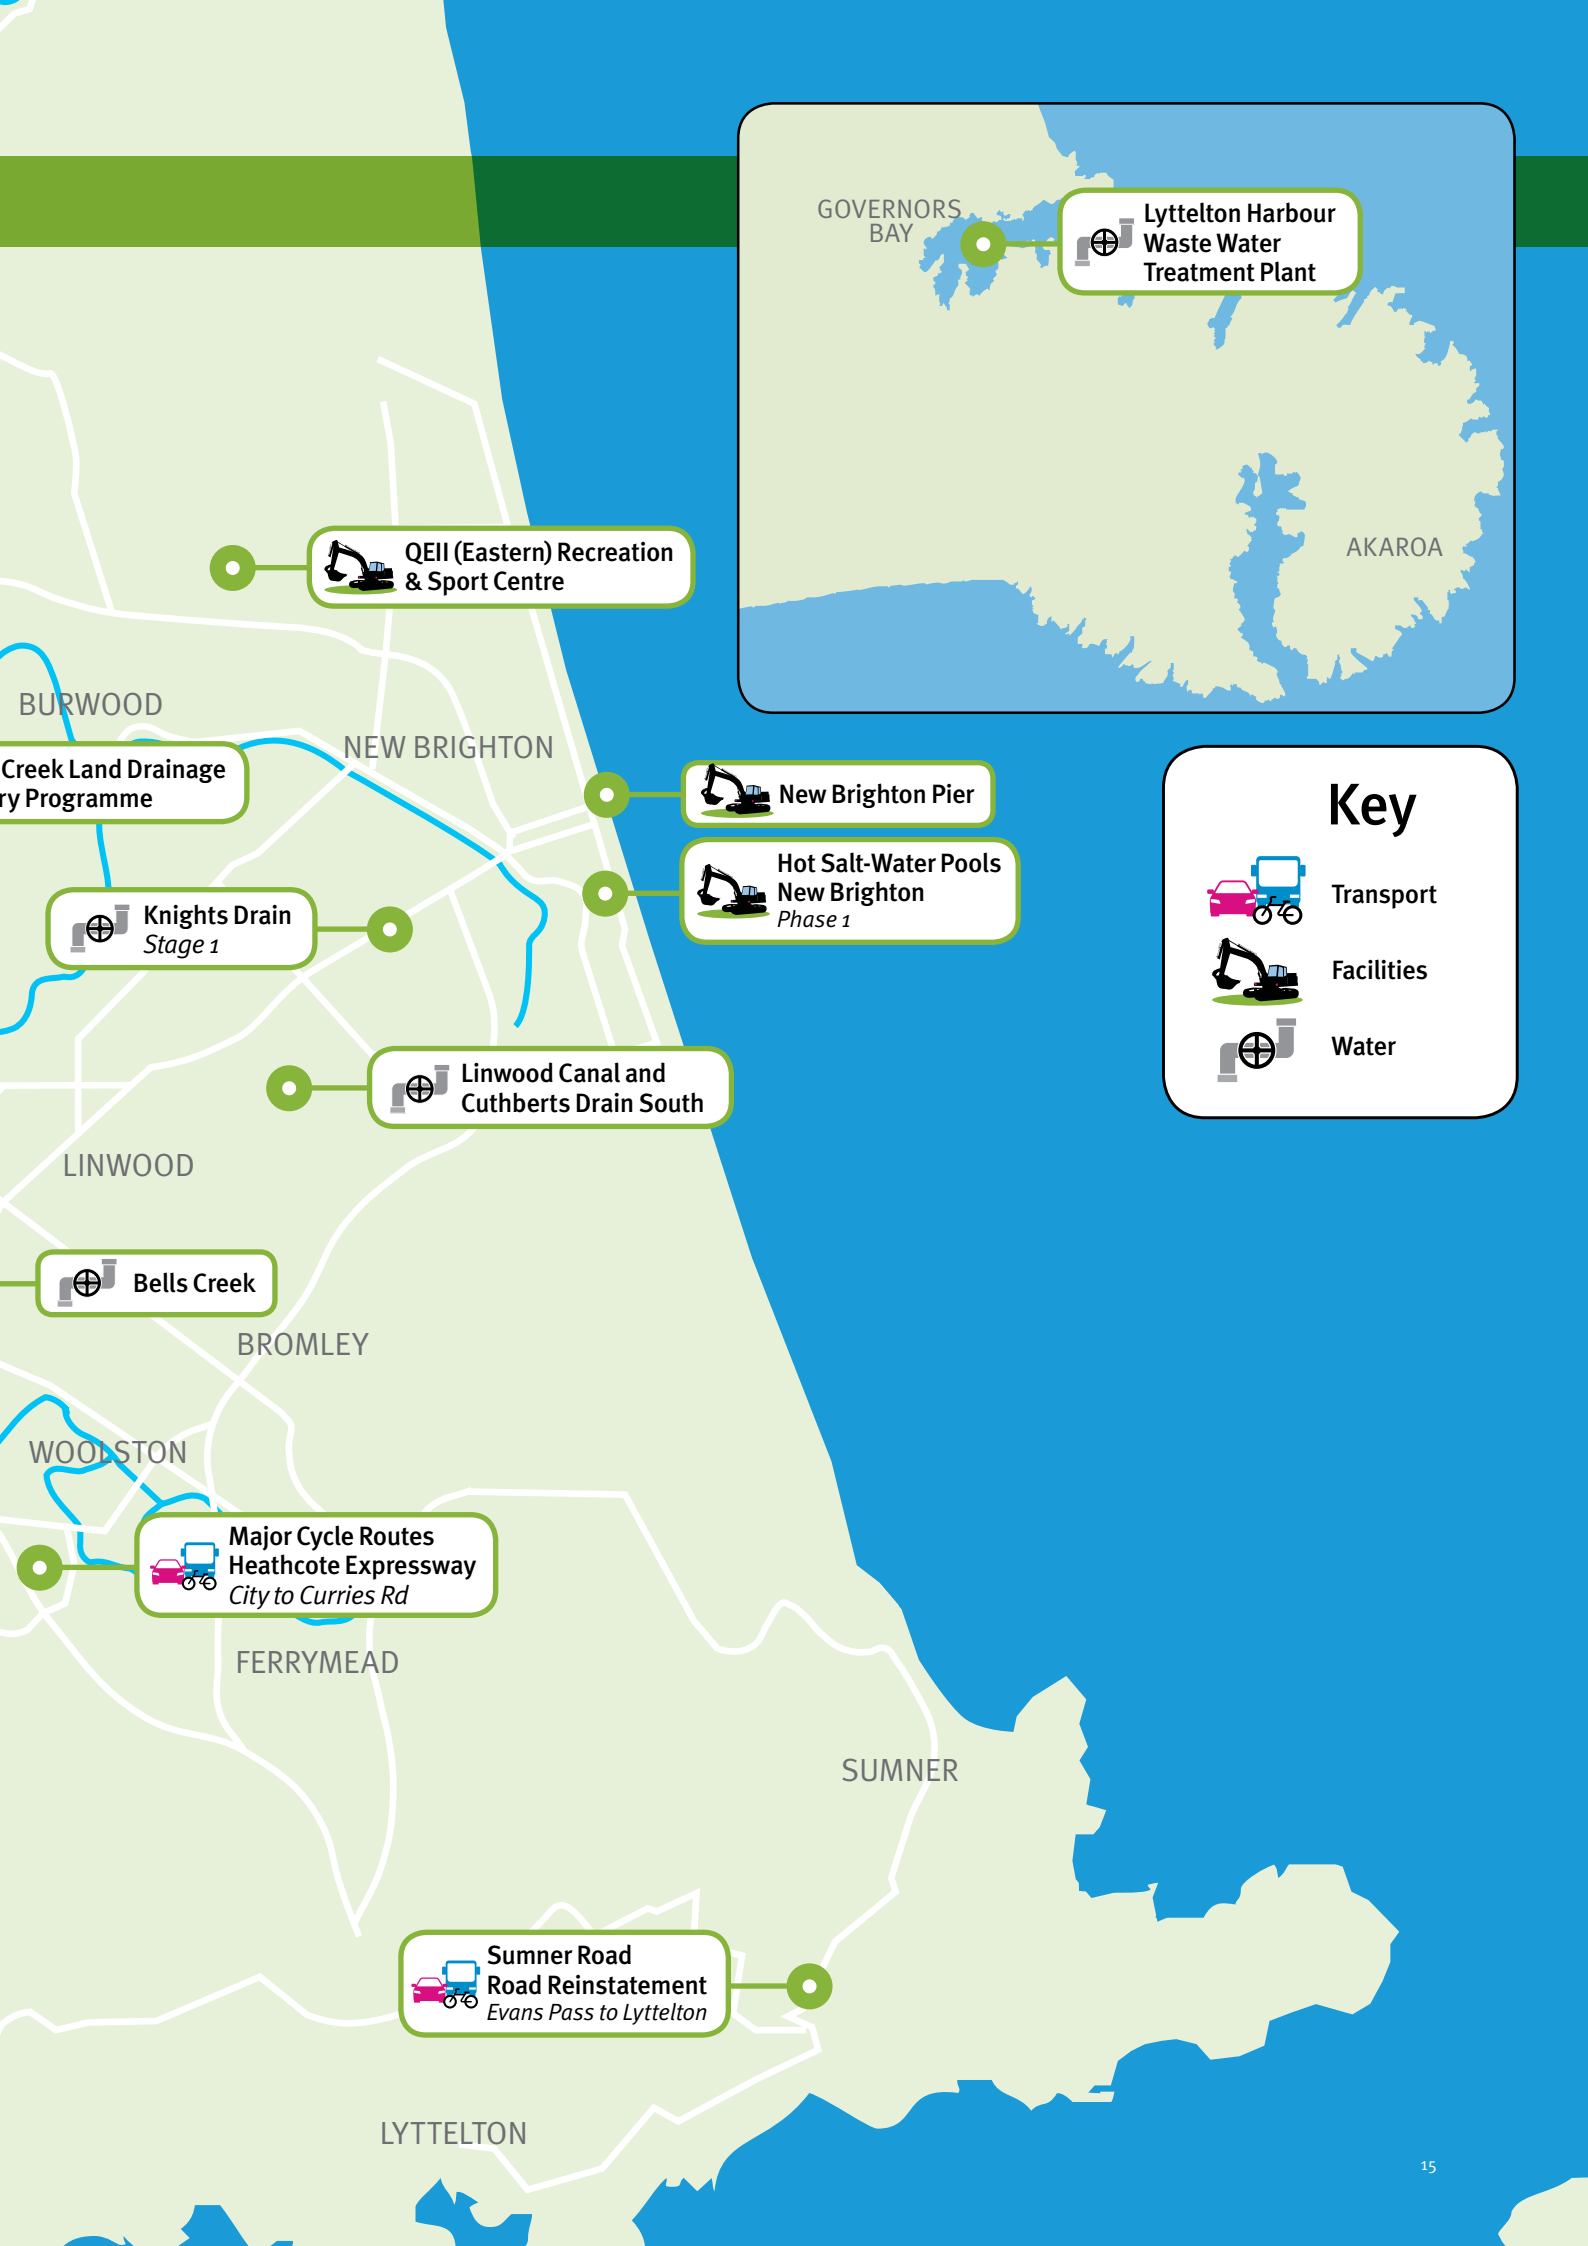 GOVERNORS
BAY
Lyttelton Harbour
Waste Water
Treatment Plant
AKAROA
QEII (Eastern) Recreation
& Sport Centre
BURWOOD
NEW BRIGHTON
Creek Land Drainage
ry Programme
New Brighton Pier
Hot Salt-Water Pools
New Brighton
Phase 1
Knights Drain
Stage 1
Key
Transport
Facilities
Water
Linwood Canal and
Cuthberts Drain South
LINWOOD
Bells Creek
BROMLEY
WOOLSTON
Major Cycle Routes
Heathcote Expressway
City to Curries Rd
FERRYMEAD
SUMNER
Sumner Road
Road Reinstatement
Evans Pass to Lyttelton
LYTTELTON
15